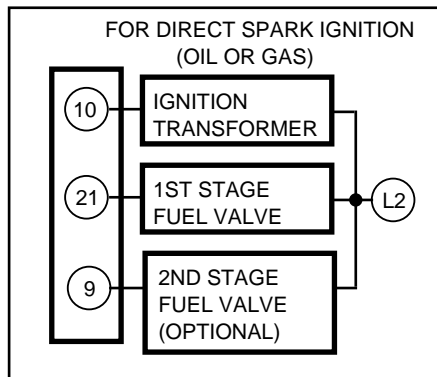 FOR DIRECT SPARK IGNITION
(OIL OR GAS)
10
IGNITION
TRANSFORMER
21
1ST STAGE
FUEL VALVE
L2
9
2ND STAGE
FUEL VALVE
(OPTIONAL)